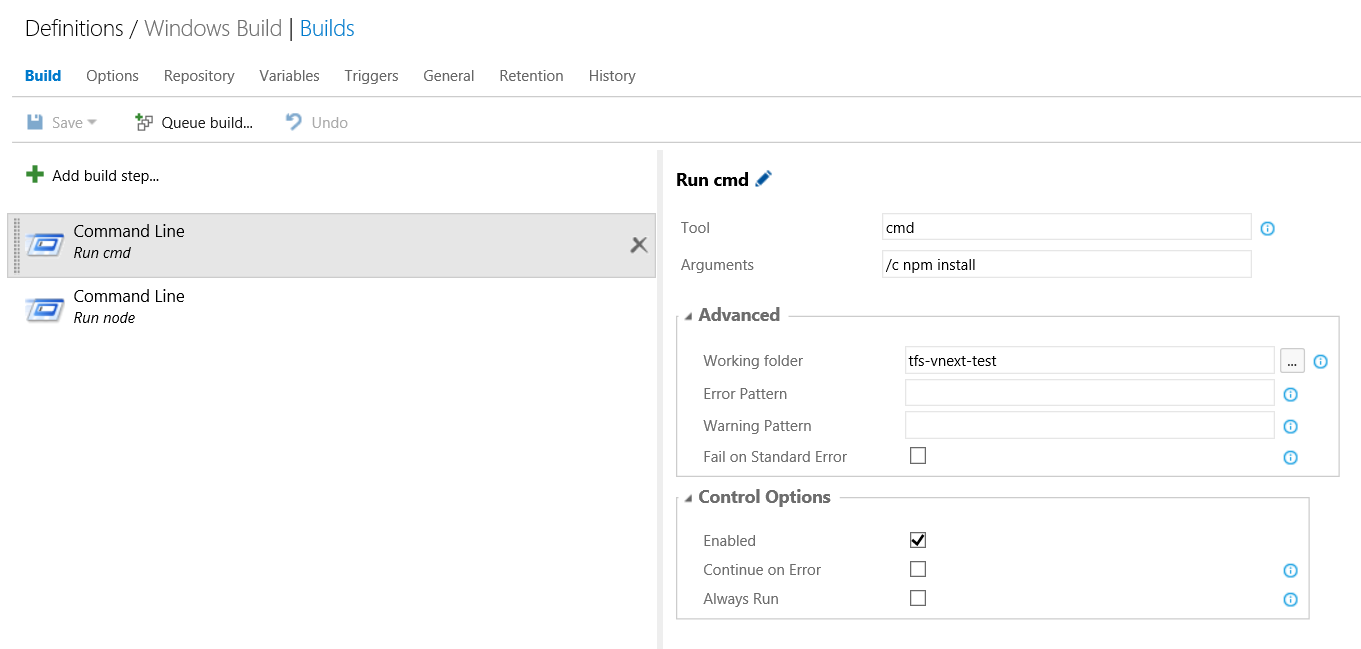 Definitions / Windows Build | Builds
Build Options Repository Variables Triggers General Retention History
Save Queue build... Undo
Add build step...
Command Line
Run cmd
Command Line
Run node
Run cmd
Tool cmd
Arguments /c npm install
Advanced
Working folder tfs-vnext-test ...
Error Pattern
Warning Pattern
Fail on Standard Error
Control Options
Enabled
Continue on Error
Always Run